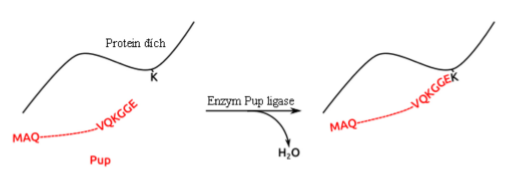 Protein đích
K
MAQ VQKGGE
Pup
Enzym Pup ligase
H₂O
K
MAQ VQKGGE